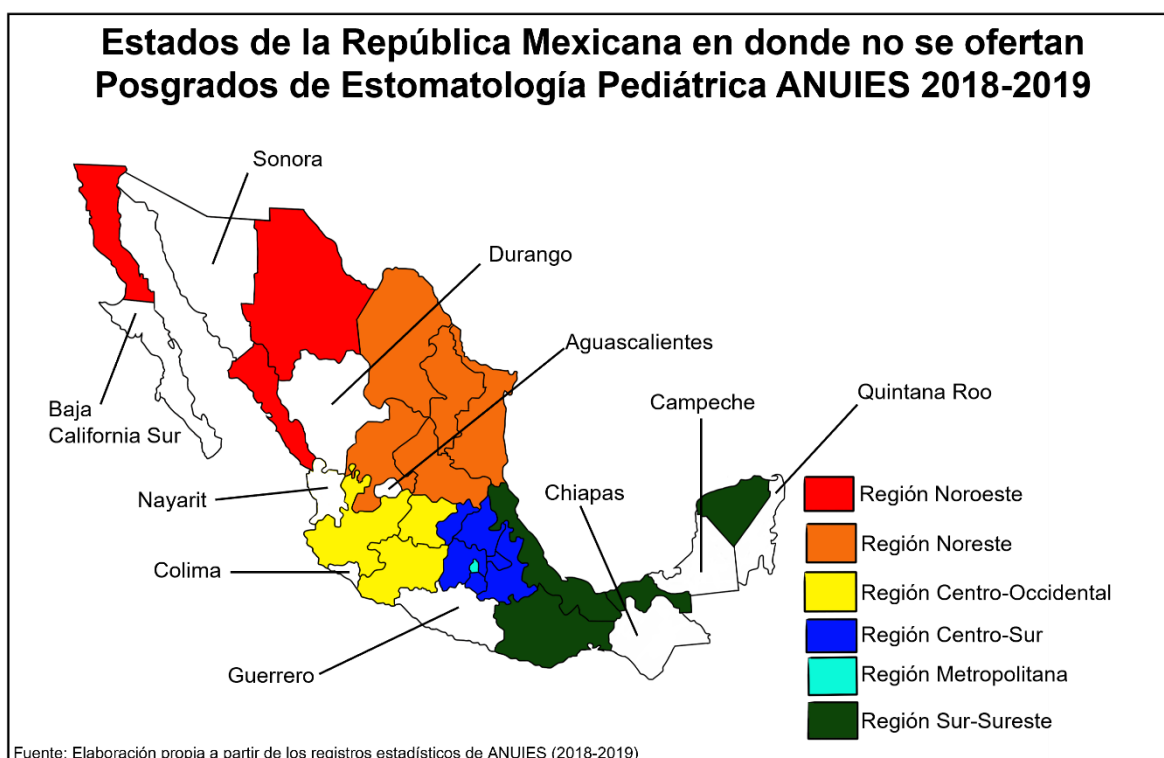 Estados de la República Mexicana en donde no se ofertan
Posgrados de Estomatología Pediátrica ANUIES 2018-2019
Sonora
Durango
Aguascalientes
Quintana Roo
Campeche
Baja
California Sur
Nayarit
Chiapas
Colima
Guerrero
Región Noroeste
Región Noreste
Región Centro-Occidental
Región Centro-Sur
Región Metropolitana
Región Sur-Sureste
Fuente: Elaboración propia a partir de los registros estadísticos de ANUIES (2018-2019)